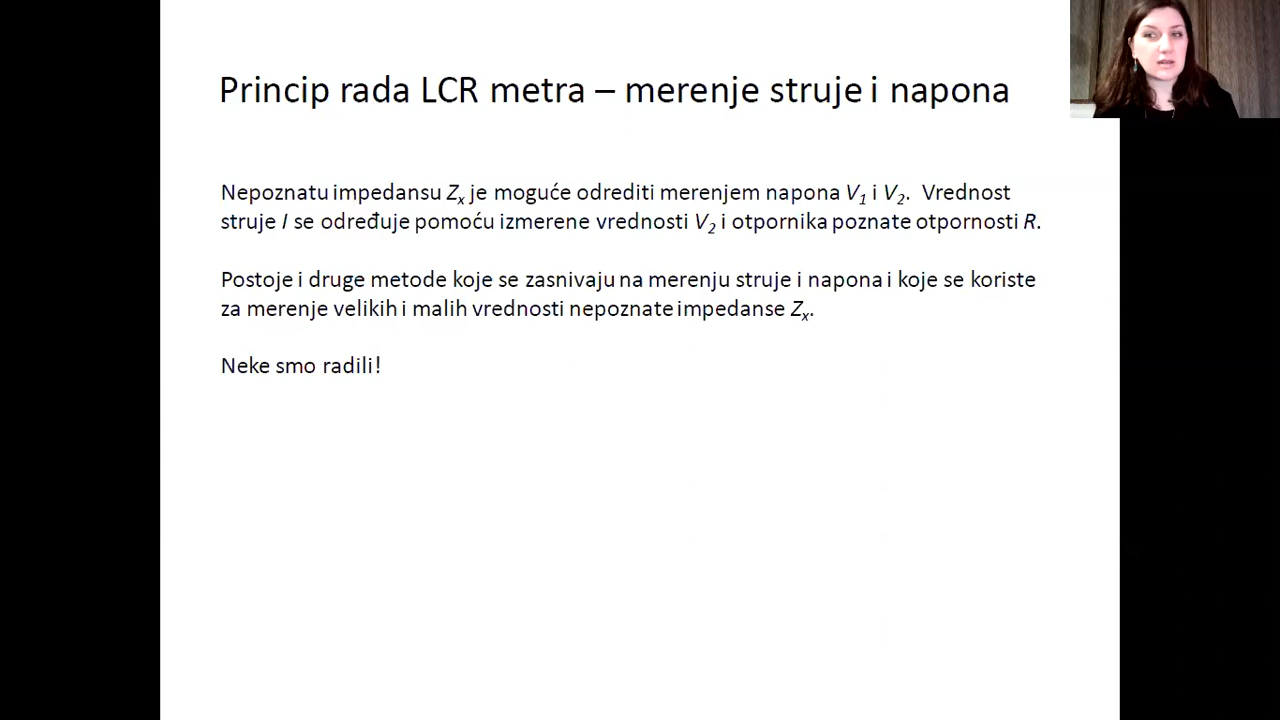 Princip rada LCR metra – merenje struje i napona
Nepoznatu impedansu Zx je moguće odrediti merenjem napona V1 i V2. Vrednost
struje I se određuje pomoću izmerene vrednosti V2 i otpornika poznate otpornosti R.
Postoje i druge metode koje se zasnivaju na merenju struje i napona i koje se koriste
za merenje velikih i malih vrednosti nepoznate impedanse Zx.
Neke smo radili!